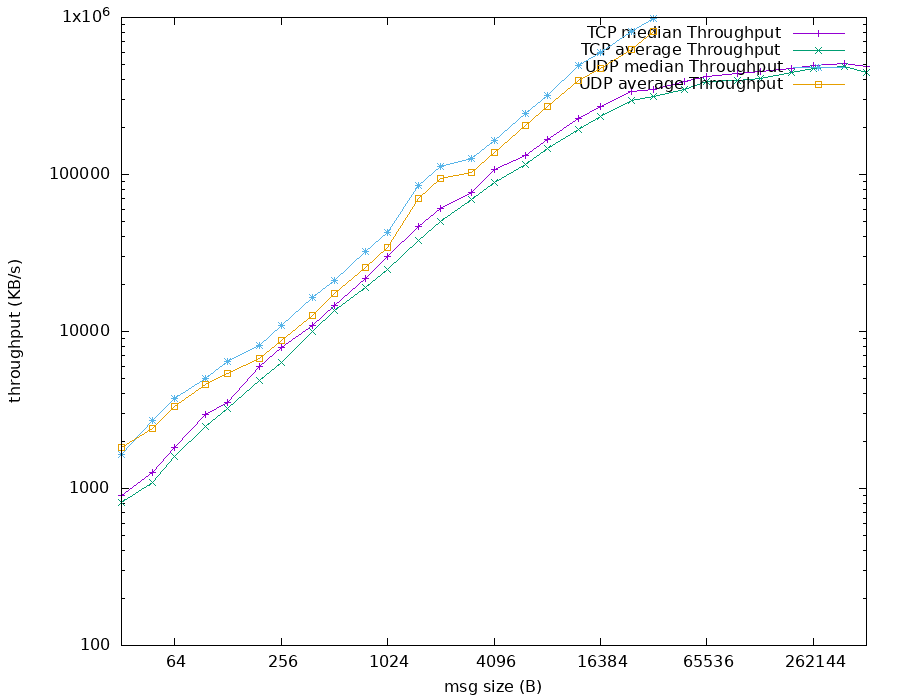 1x10^6
100000
10000
1000
100
throughput (KB/s)
TCP median Throughput
TCP average Throughput
UDP median Throughput
UDP average Throughput
64 256 1024 4096 16384 65536 262144
msg size (B)